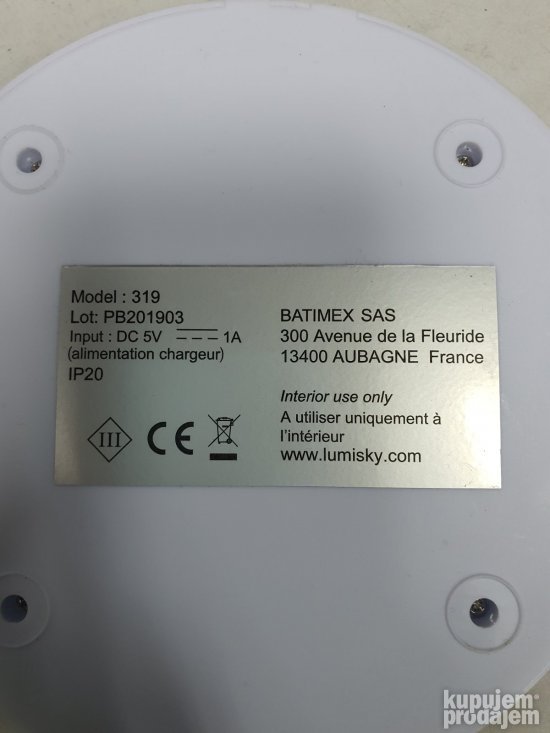 Model : 319
Lot: PB201903
Input : DC 5V ⎓ 1A
(alimentation chargeur)
IP20
III
CE
BATIMEX SAS
300 Avenue de la Fleuride
13400 AUBAGNE France
Interior use only
A utiliser uniquement à
l'intérieur
www.lumisky.com
kupujem
prodajem